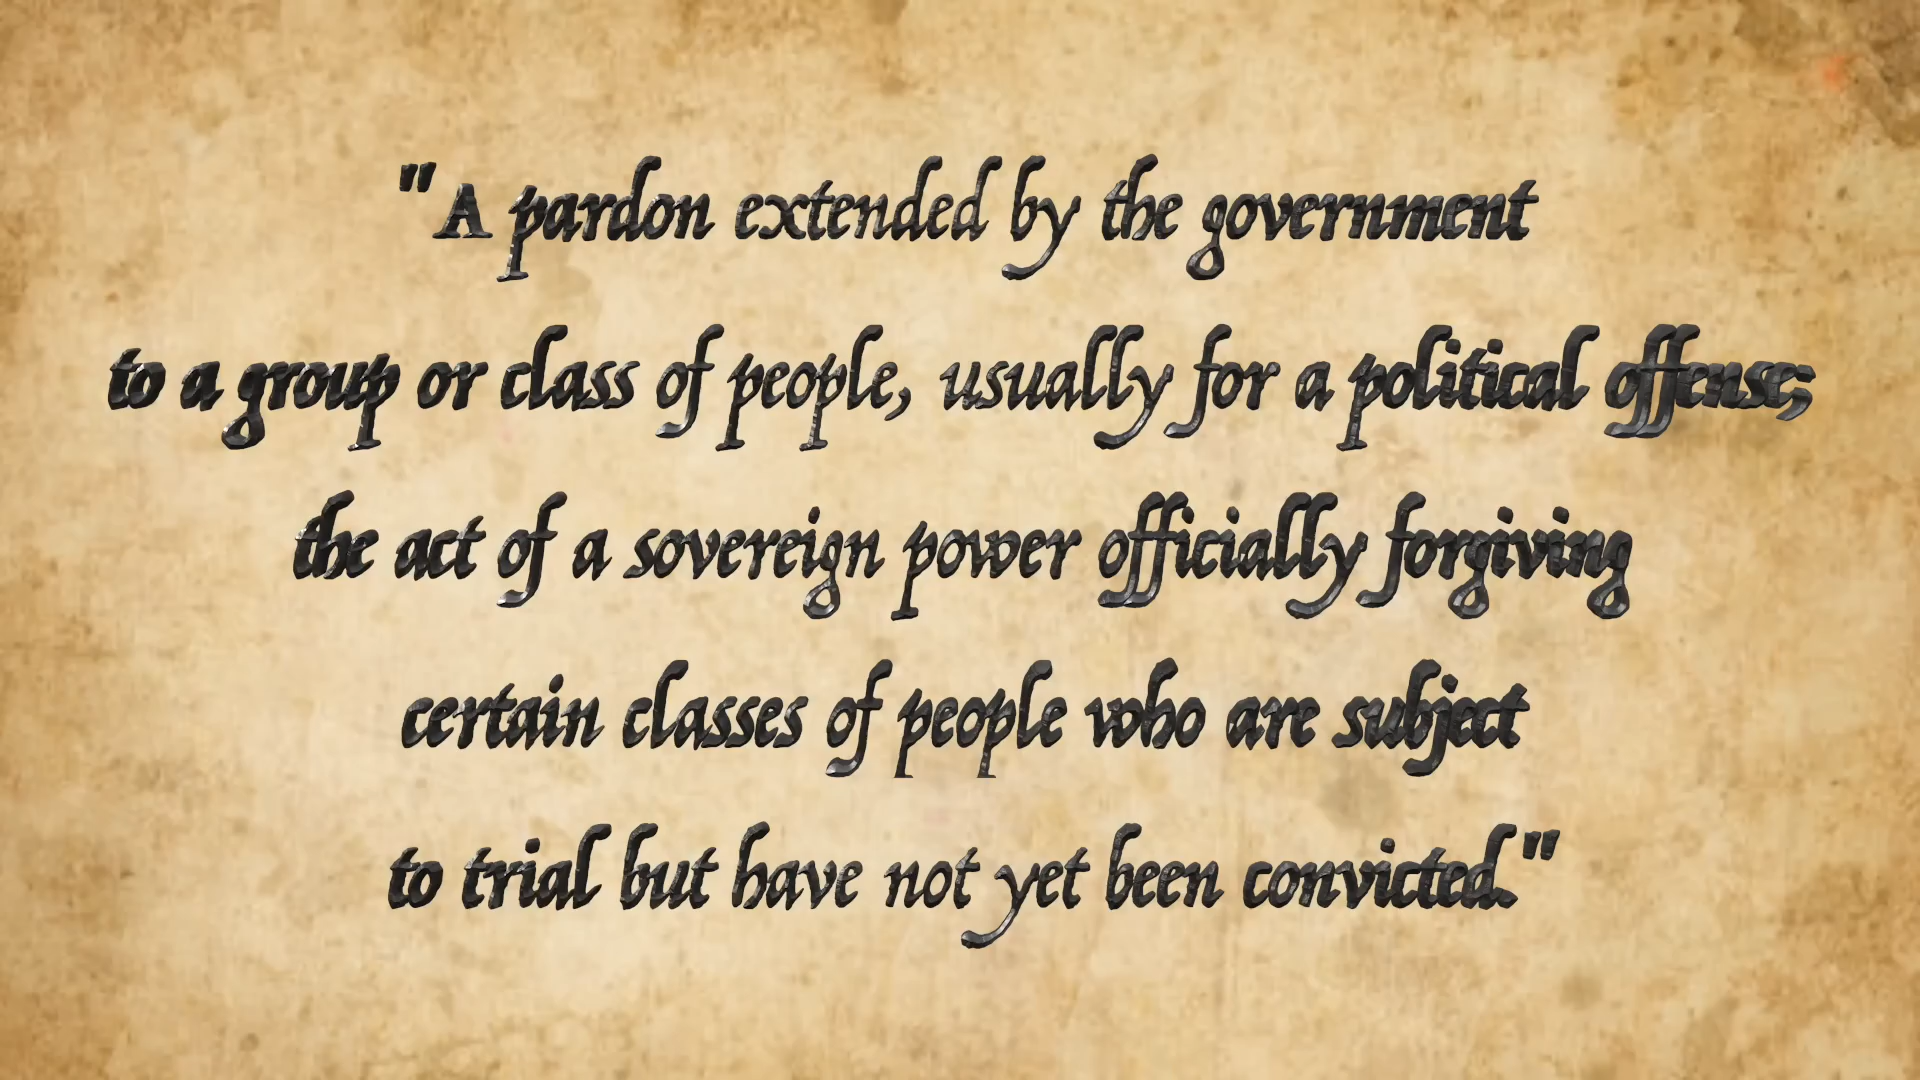 "A pardon extended by the government
to a group or class of people, usually for a political offense;
the act of a sovereign power officially forgiving
certain classes of people who are subject
to trial but have not yet been convicted."